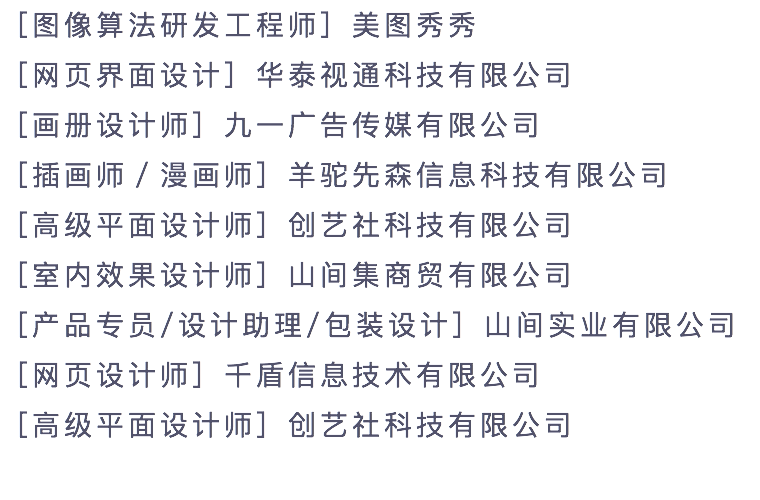 [图像算法研发工程师] 美图秀秀
[网页界面设计] 华泰视通科技有限公司
[画册设计师] 九一广告传媒有限公司
[插画师 / 漫画师] 羊驼先森信息科技有限公司
[高级平面设计师] 创艺社科技有限公司
[室内效果设计师] 山间集商贸有限公司
[产品专员/设计助理/包装设计] 山间实业有限公司
[网页设计师] 千盾信息技术有限公司
[高级平面设计师] 创艺社科技有限公司